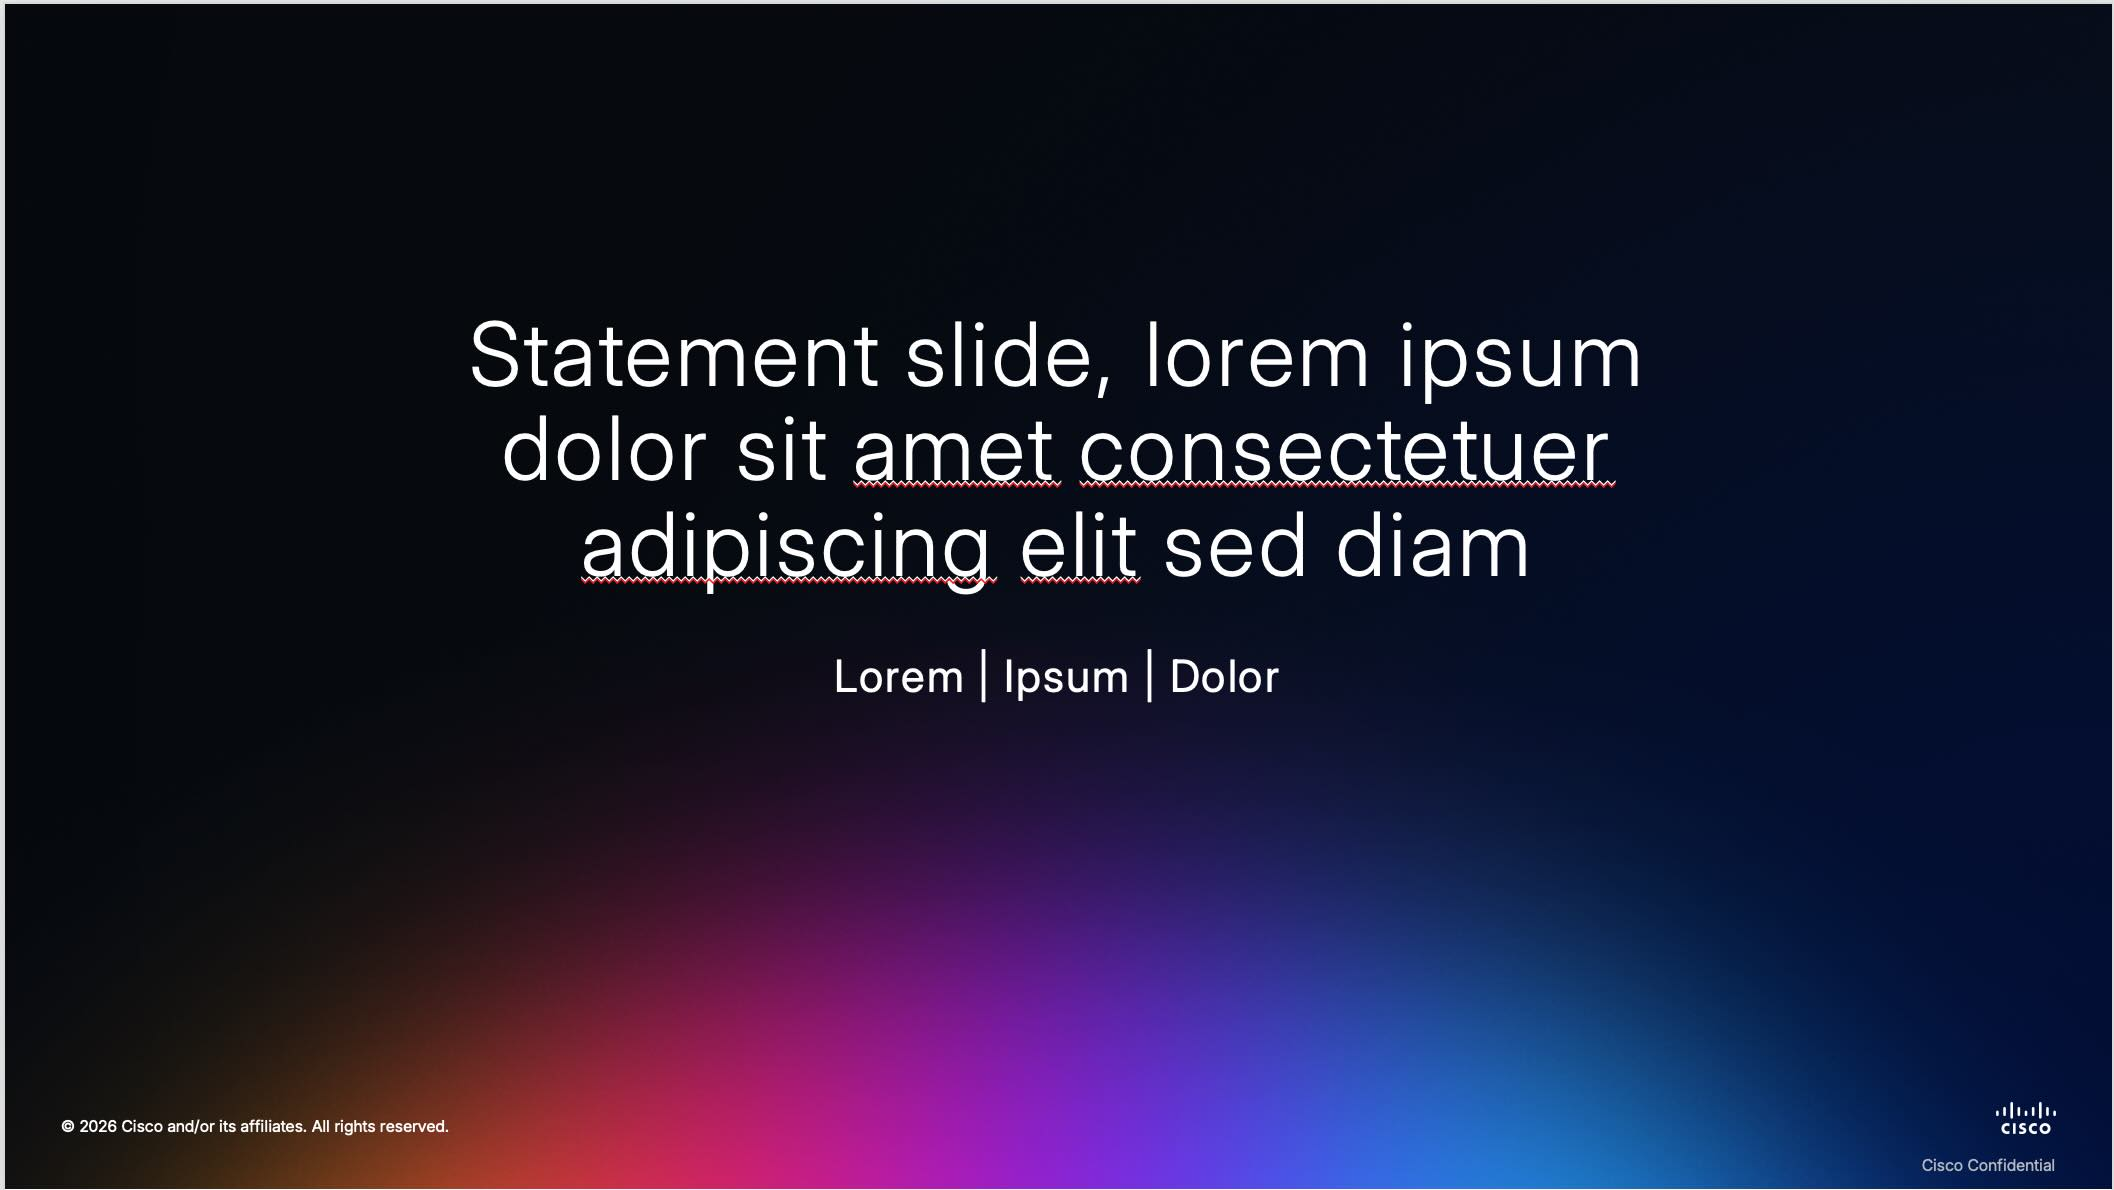 Statement slide, lorem ipsum
dolor sit amet consectetuer
adipiscing elit sed diam
Lorem | Ipsum | Dolor
© 2026 Cisco and/or its affiliates. All rights reserved.
CISCO
Cisco Confidential